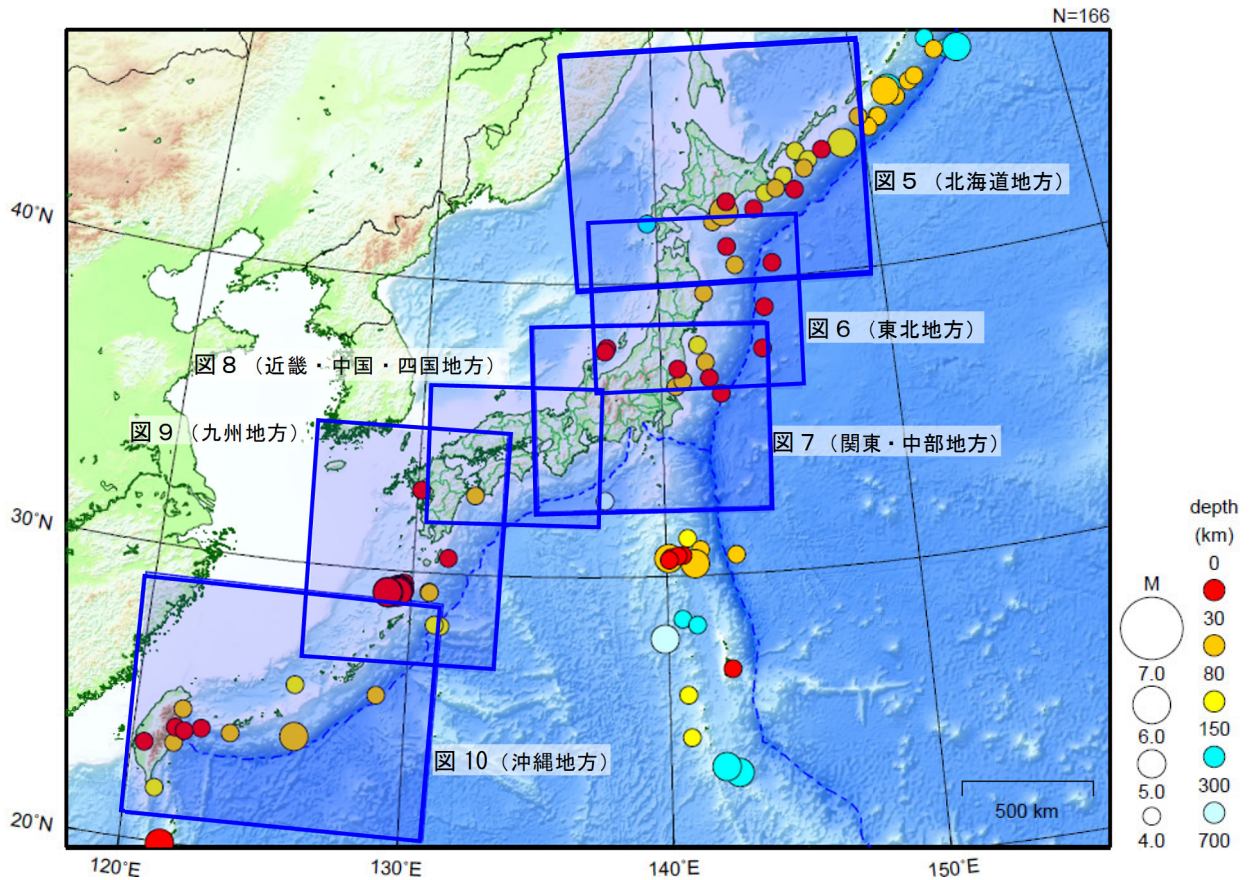 N=166
40˚N
30˚N
20˚N
120˚E
130˚E
140˚E
150˚E
図５（北海道地方）
図６（東北地方）
図８（近畿・中国・四国地方）
図９（九州地方）
図７（関東・中部地方）
図10（沖縄地方）
500 km
M
7.0
6.0
5.0
4.0
depth
(km)
0
30
80
150
300
700